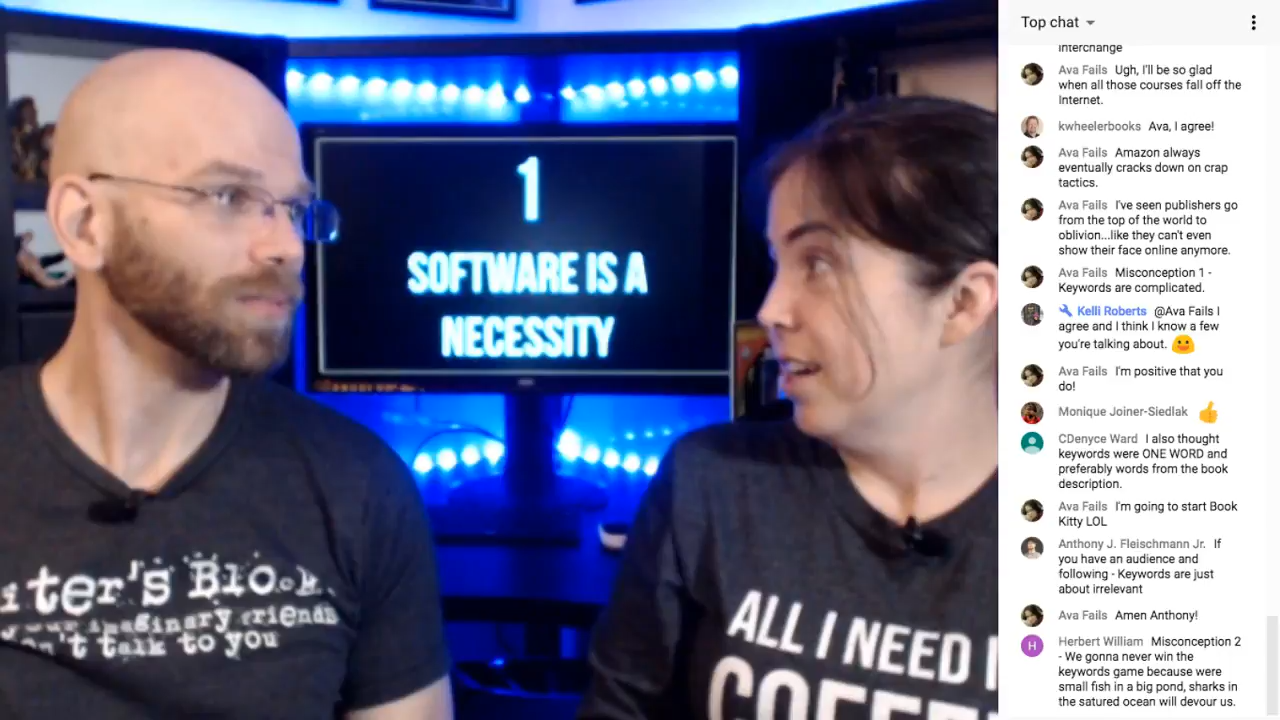 1
SOFTWARE IS A
NECESSITY
iter's Blo
imaginary friends
n't talk to you
ALL I NEED I
COFFE
Top chat
interchange
Ava Fails Ugh, I'll be so glad
when all those courses fall off the
Internet.
kwheelerbooks Ava, I agree!
Ava Fails Amazon always
eventually cracks down on crap
tactics.
Ava Fails I've seen publishers go
from the top of the world to
oblivion...like they can't even
show their face online anymore.
Ava Fails Misconception 1 -
Keywords are complicated.
Kelli Roberts @Ava Fails I
agree and I think I know a few
you're talking about.
Ava Fails I'm positive that you
do!
Monique Joiner-Siedlak
CDenyce Ward I also thought
keywords were ONE WORD and
preferably words from the book
description.
Ava Fails I'm going to start Book
Kitty LOL
Anthony J. Fleischmann Jr. If
you have an audience and
following - Keywords are just
about irrelevant
Ava Fails Amen Anthony!
H
Herbert William Misconception 2
- We gonna never win the
keywords game because were
small fish in a big pond, sharks in
the satured ocean will devour us.